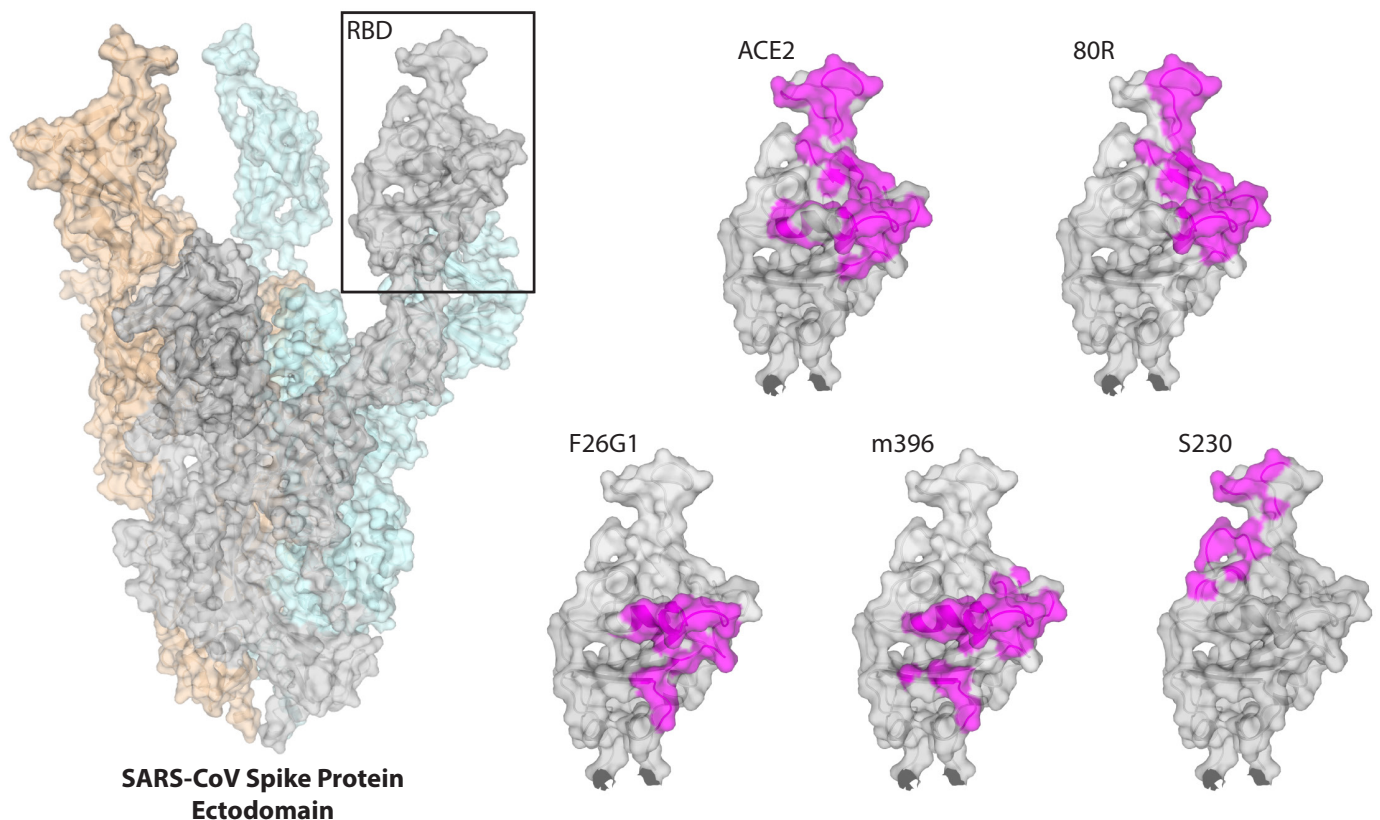 RBD
ACE2
80R
F26G1
m396
S230
SARS-CoV Spike Protein
Ectodomain